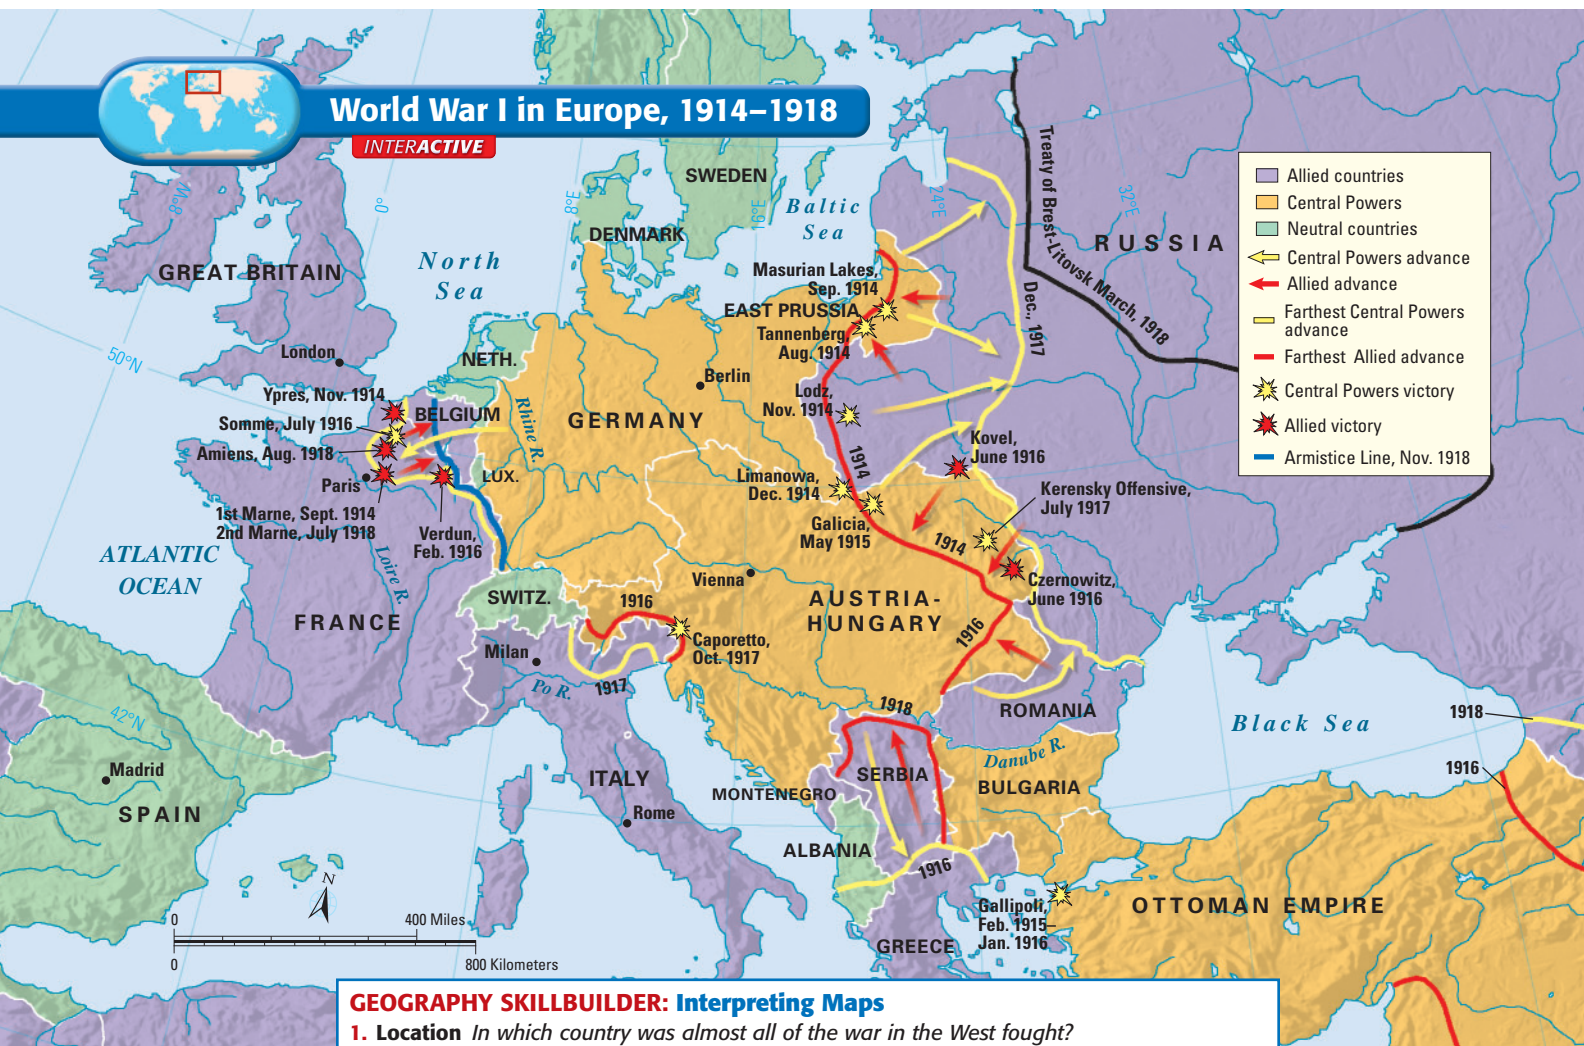 World War I in Europe, 1914–1918
INTERACTIVE
Allied countries
Central Powers
Neutral countries
Central Powers advance
Allied advance
Farthest Central Powers
advance
Farthest Allied advance
Central Powers victory
Allied victory
Armistice Line, Nov. 1918
8°W
0°
8°E
16°E
24°E
32°E
50°N
42°N
SWEDEN
Baltic
Sea
DENMARK
North
Sea
GREAT BRITAIN
London
NETH.
RUSSIA
Treaty of Brest-Litovsk March, 1918
Dec., 1917
Masurian Lakes,
Sep. 1914
EAST PRUSSIA
Tannenberg,
Aug. 1914
Berlin
Lodz,
Nov. 1914
Ypres, Nov. 1914
BELGIUM
Somme, July 1916
Amiens, Aug. 1918
Rhine R.
GERMANY
LUX.
Paris
1st Marne, Sept. 1914
2nd Marne, July 1918
Verdun,
Feb. 1916
1914
Kovel,
June 1916
Limanowa,
Dec. 1914
Kerensky Offensive,
July 1917
Galicia,
May 1915
1914
ATLANTIC
OCEAN
Loire R.
Vienna
Czernowitz,
June 1916
SWITZ.
1916
AUSTRIA-
HUNGARY
FRANCE
1916
Milan
Caporetto,
Oct. 1917
Po R.
1917
1918
ROMANIA
Black Sea
1918
1916
Danube R.
Madrid
SPAIN
ITALY
SERBIA
BULGARIA
MONTENEGRO
Rome
ALBANIA
1916
Gallipoli,
Feb. 1915–
Jan. 1916
OTTOMAN EMPIRE
GREECE
N
0
400 Miles
0
800 Kilometers
GEOGRAPHY SKILLBUILDER: Interpreting Maps
1. Location In which country was almost all of the war in the West fought?